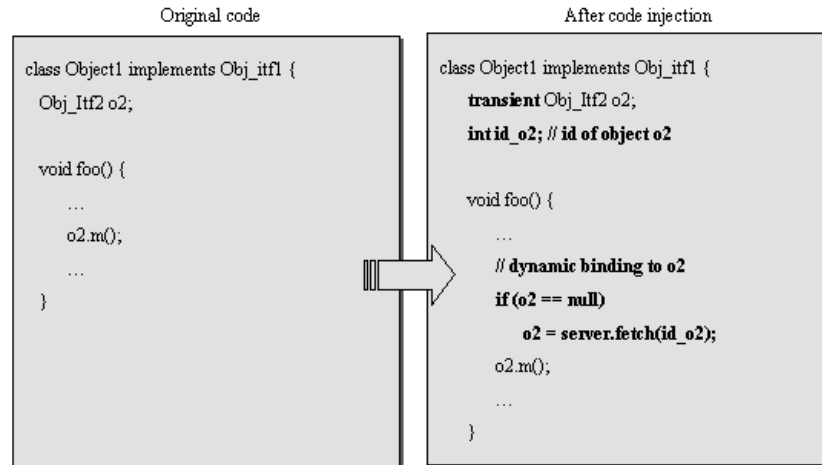 Original code
class Object1 implements Obj_itf1 {
Obj_Itf2 o2;
void foo() {
…
o2.m();
…
}
After code injection
class Object1 implements Obj_itf1 {
transient Obj_Itf2 o2;
int id_o2; // id of object o2
void foo() {
…
// dynamic binding to o2
if (o2 == null)
o2 = server.fetch(id_o2);
o2.m();
…
}